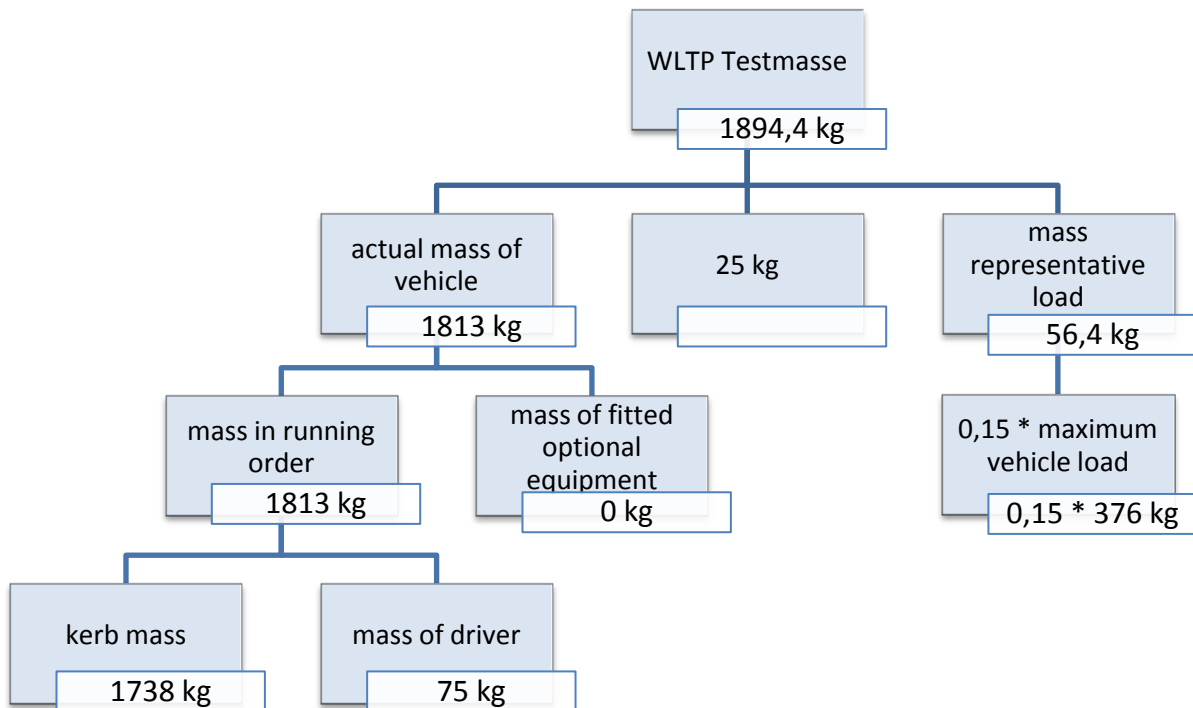 WLTP Testmasse
1894,4 kg
actual mass of
vehicle
1813 kg
25 kg
mass
representative
load
56,4 kg
mass in running
order
1813 kg
mass of fitted
optional
equipment
0 kg
0,15 * maximum
vehicle load
0,15 * 376 kg
kerb mass
1738 kg
mass of driver
75 kg